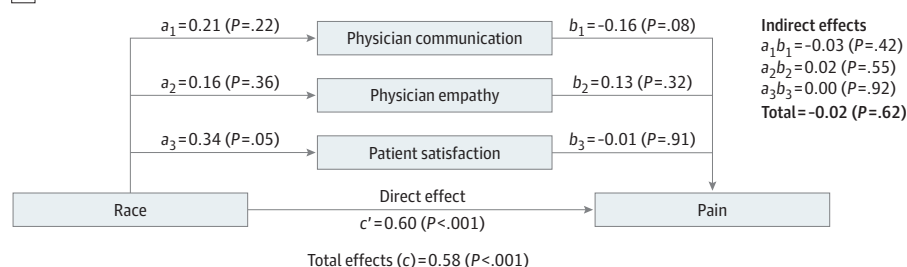 a1=0.21 (P=.22)
Physician communication
b1=-0.16 (P=.08)
a2=0.16 (P=.36)
Physician empathy
b2=0.13 (P=.32)
a3=0.34 (P=.05)
Patient satisfaction
b3=-0.01 (P=.91)
Indirect effects
a1b1=-0.03 (P=.42)
a2b2=0.02 (P=.55)
a3b3=0.00 (P=.92)
Total=-0.02 (P=.62)
Race
Direct effect
c'=0.60 (P<.001)
Pain
Total effects (c)=0.58 (P<.001)